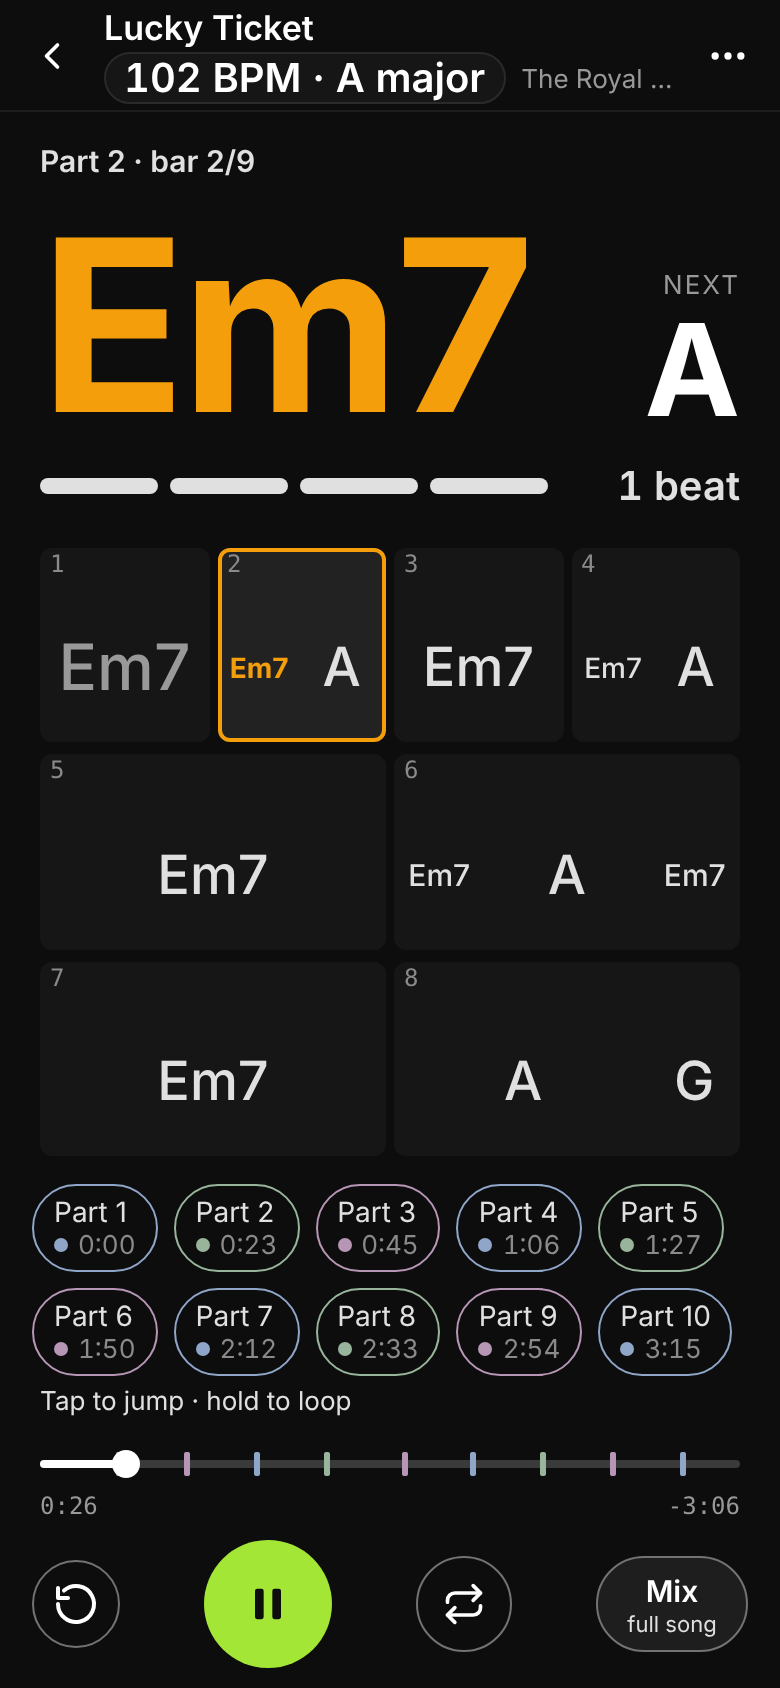 Lucky Ticket
102 BPM · A major The Royal ...
Part 2 · bar 2/9
Em7
NEXT
A
1 beat
1 2 3 4
Em7 Em7 A Em7 Em7 A
5 6
Em7 Em7 A Em7
7 8
Em7 A G
Part 1 Part 2 Part 3 Part 4 Part 5
0:00 0:23 0:45 1:06 1:27
Part 6 Part 7 Part 8 Part 9 Part 10
1:50 2:12 2:33 2:54 3:15
Tap to jump · hold to loop
0:26 -3:06
Mix
full song